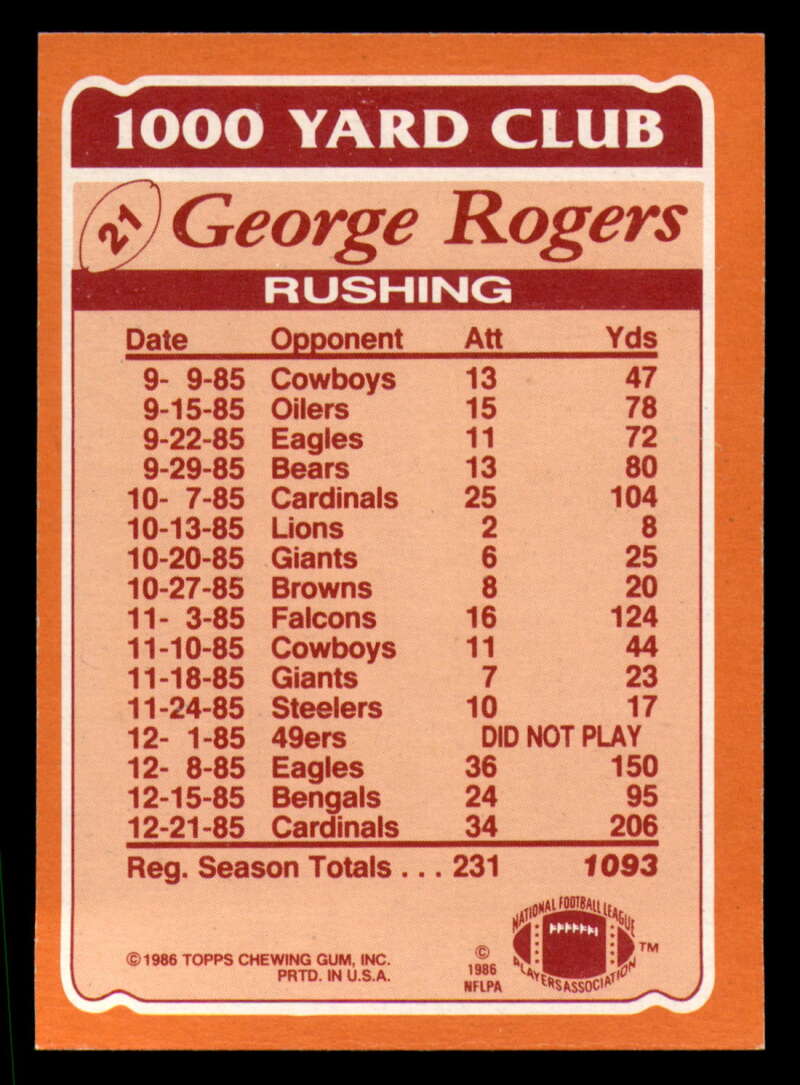 1000 YARD CLUB
21 George Rogers
RUSHING
Date Opponent Att Yds
9- 9-85 Cowboys 13 47
9-15-85 Oilers 15 78
9-22-85 Eagles 11 72
9-29-85 Bears 13 80
10- 7-85 Cardinals 25 104
10-13-85 Lions 2 8
10-20-85 Giants 6 25
10-27-85 Browns 8 20
11- 3-85 Falcons 16 124
11-10-85 Cowboys 11 44
11-18-85 Giants 7 23
11-24-85 Steelers 10 17
12- 1-85 49ers DID NOT PLAY
12- 8-85 Eagles 36 150
12-15-85 Bengals 24 95
12-21-85 Cardinals 34 206
Reg. Season Totals . . . 231 1093
©1986 TOPPS CHEWING GUM, INC.
PRTD. IN U.S.A.
©
1986
NFLPA
NATIONAL FOOTBALL LEAGUE
PLAYERS ASSOCIATION
™